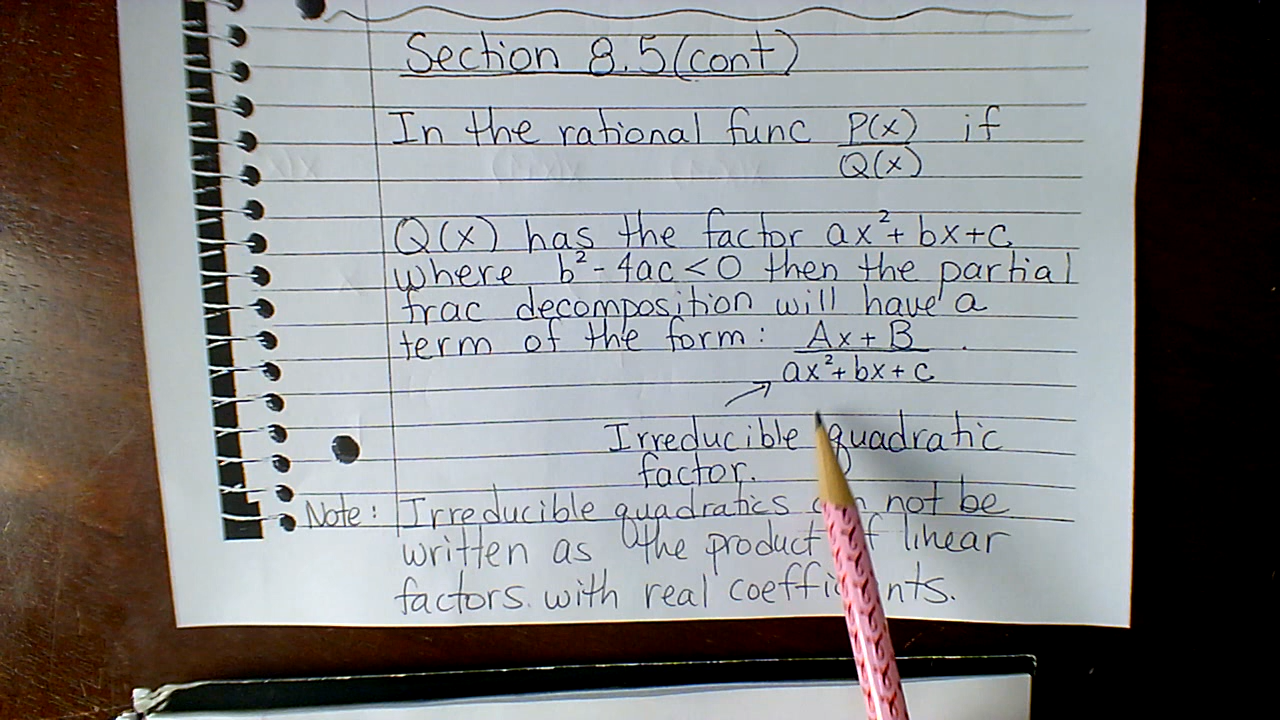 Section 8.5 (cont)
In the rational func P(x)/Q(x) if
Q(x) has the factor ax²+ bx+c
where b²-4ac<0 then the partial
frac decomposition will have a
term of the form: Ax+B/ax²+bx+c.
Irreducible quadratic
factor.
Note: Irreducible quadratics not be
written as the product linear
factors with real